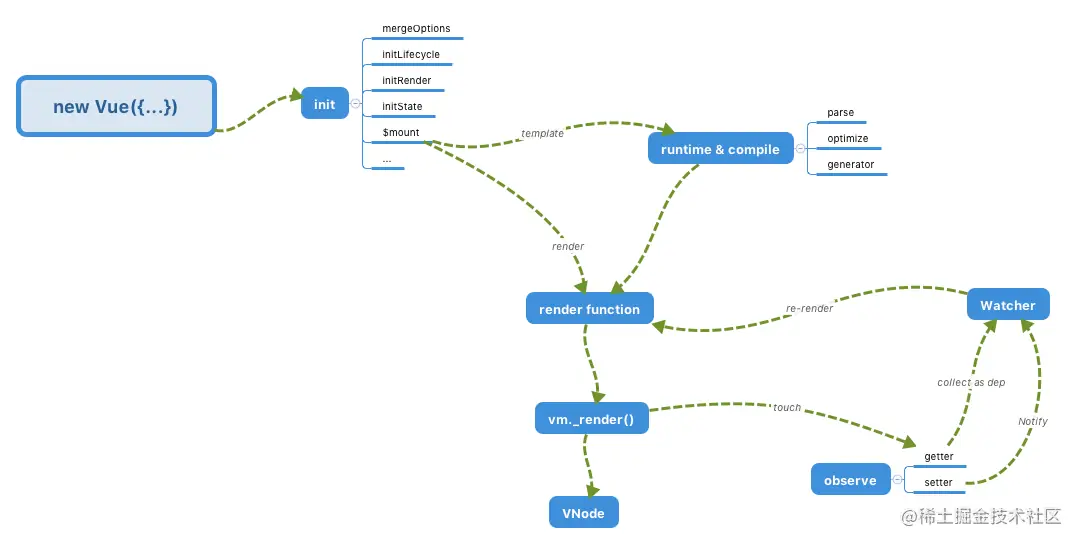 new Vue({...})
init
mergeOptions
initLifecycle
initRender
initState
$mount
...
template
runtime & compile
parse
optimize
generator
render
render function
re-render
Watcher
collect as dep
Notify
vm._render()
touch
getter
observe
setter
VNode
@稀土掘金技术社区